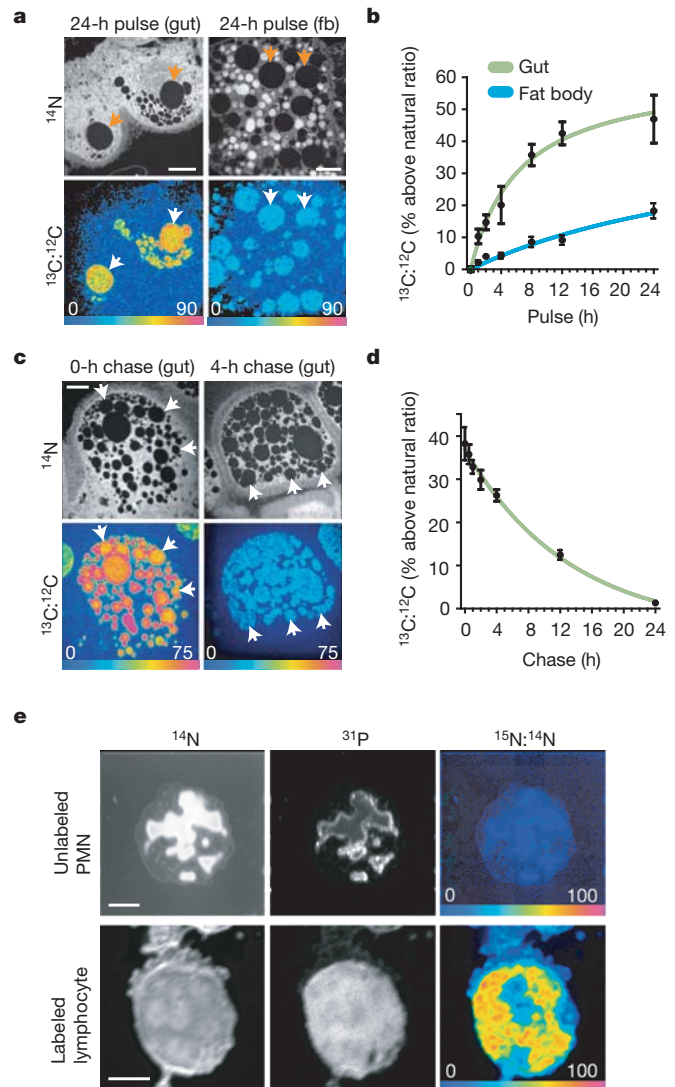 a
24-h pulse (gut) 24-h pulse (fb)
¹⁴N
¹³C:¹²C
0 90 0 90
b
Gut
Fat body
¹³C:¹²C (% above natural ratio)
60
50
40
30
20
10
0
0 4 8 12 16 20 24
Pulse (h)
c
0-h chase (gut) 4-h chase (gut)
¹⁴N
¹³C:¹²C
0 75 0 75
d
¹³C:¹²C (% above natural ratio)
40
30
20
10
0
0 4 8 12 16 20 24
Chase (h)
e
¹⁴N ³¹P ¹⁵N:¹⁴N
Unlabeled
PMN
0 100
Labeled
lymphocyte
0 100